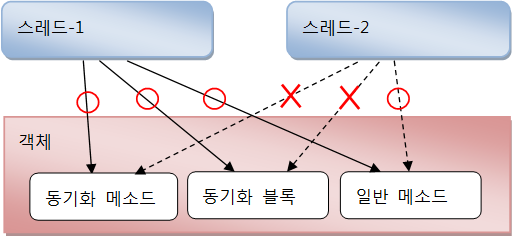 스레드-1
스레드-2
객체
동기화 메소드
동기화 블록
일반 메소드